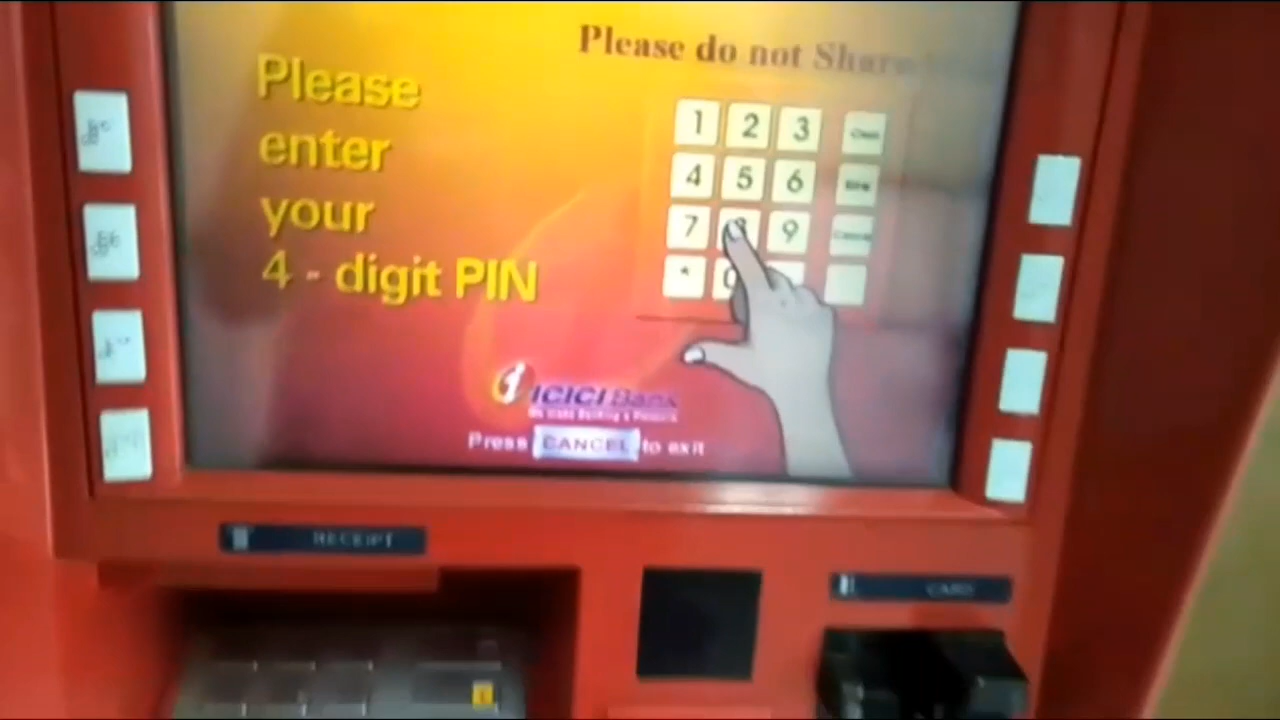 Please do not Share
Please
enter
your
4 - digit PIN
1 2 3 Clear
4 5 6
7 8 9 Cancel
* 0
ICICI Bank
Press CANCEL to exit
RECEIPT
CARD